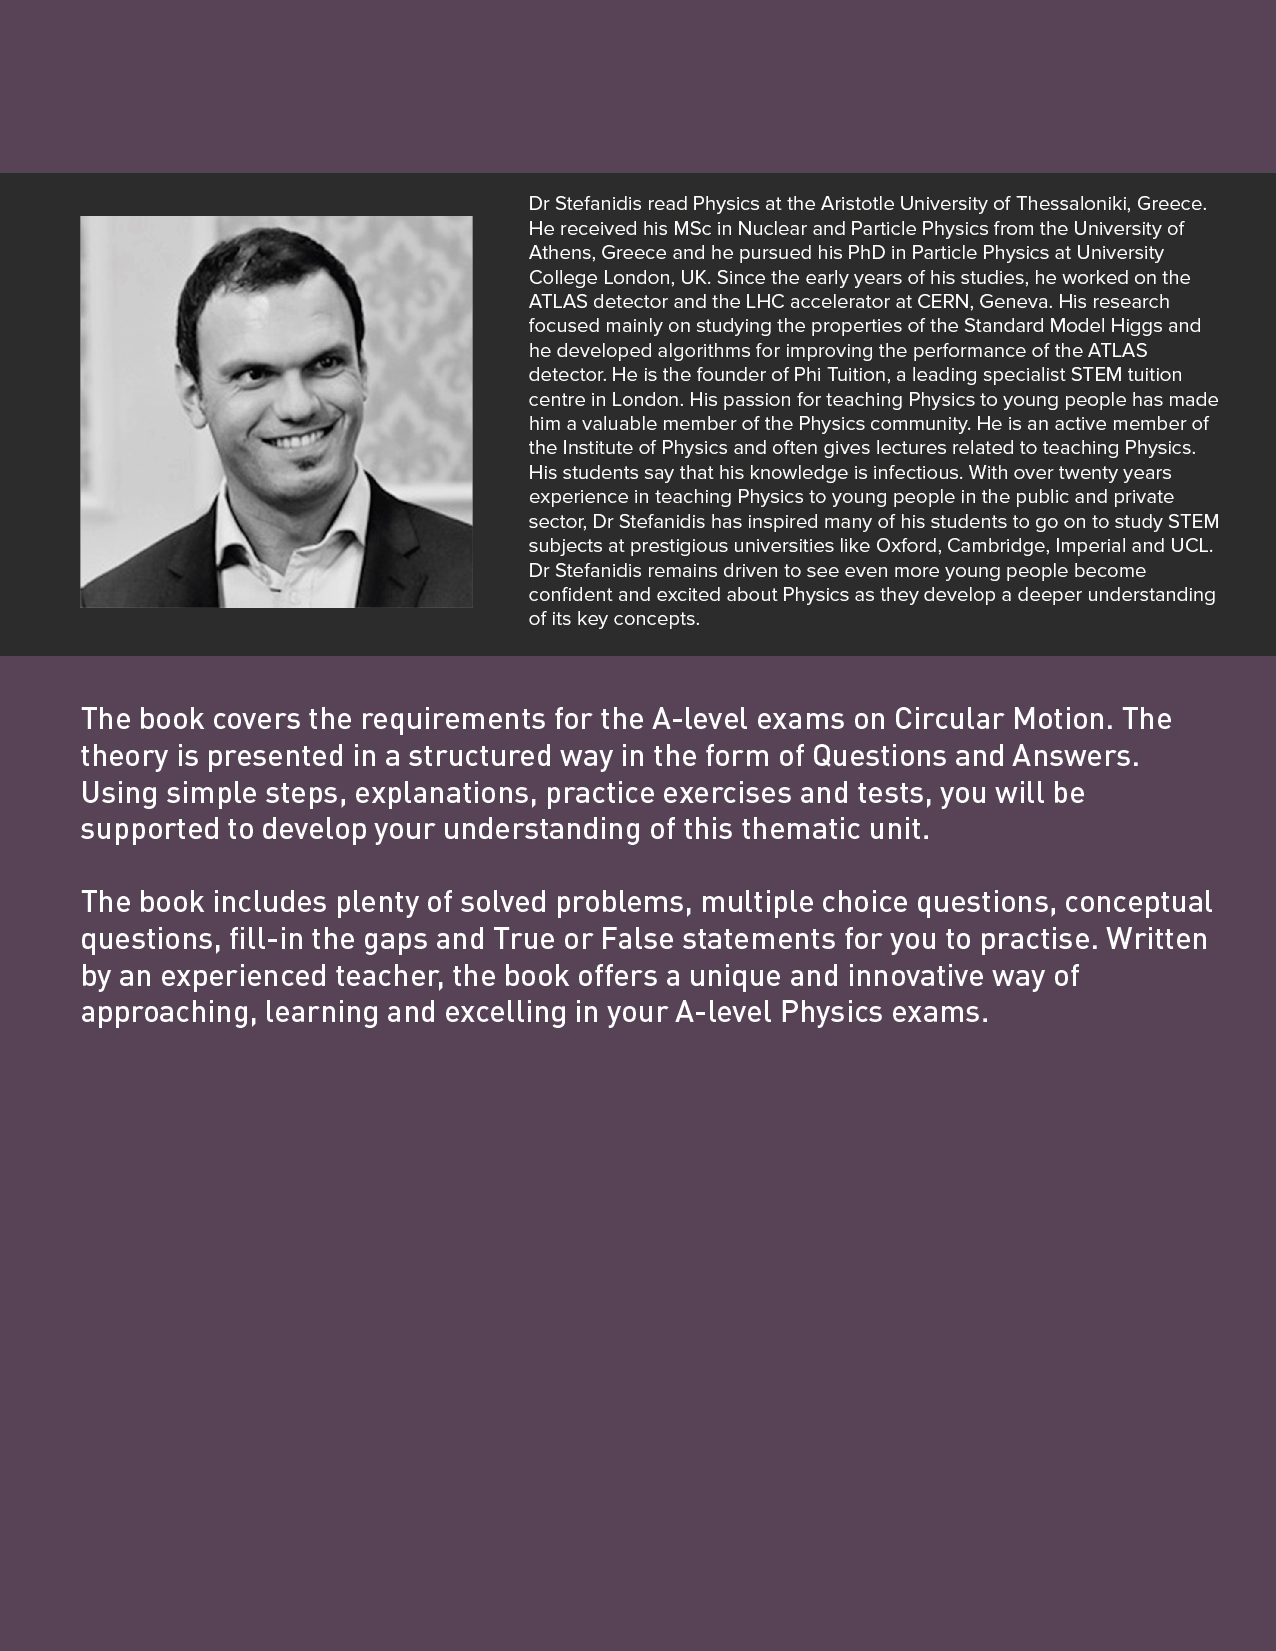 Dr Stefanidis read Physics at the Aristotle University of Thessaloniki, Greece.
He received his MSc in Nuclear and Particle Physics from the University of
Athens, Greece and he pursued his PhD in Particle Physics at University
College London, UK. Since the early years of his studies, he worked on the
ATLAS detector and the LHC accelerator at CERN, Geneva. His research
focused mainly on studying the properties of the Standard Model Higgs and
he developed algorithms for improving the performance of the ATLAS
detector. He is the founder of Phi Tuition, a leading specialist STEM tuition
centre in London. His passion for teaching Physics to young people has made
him a valuable member of the Physics community. He is an active member of
the Institute of Physics and often gives lectures related to teaching Physics.
His students say that his knowledge is infectious. With over twenty years
experience in teaching Physics to young people in the public and private
sector, Dr Stefanidis has inspired many of his students to go on to study STEM
subjects at prestigious universities like Oxford, Cambridge, Imperial and UCL.
Dr Stefanidis remains driven to see even more young people become
confident and excited about Physics as they develop a deeper understanding
of its key concepts.
The book covers the requirements for the A-level exams on Circular Motion. The
theory is presented in a structured way in the form of Questions and Answers.
Using simple steps, explanations, practice exercises and tests, you will be
supported to develop your understanding of this thematic unit.
The book includes plenty of solved problems, multiple choice questions, conceptual
questions, fill-in the gaps and True or False statements for you to practise. Written
by an experienced teacher, the book offers a unique and innovative way of
approaching, learning and excelling in your A-level Physics exams.